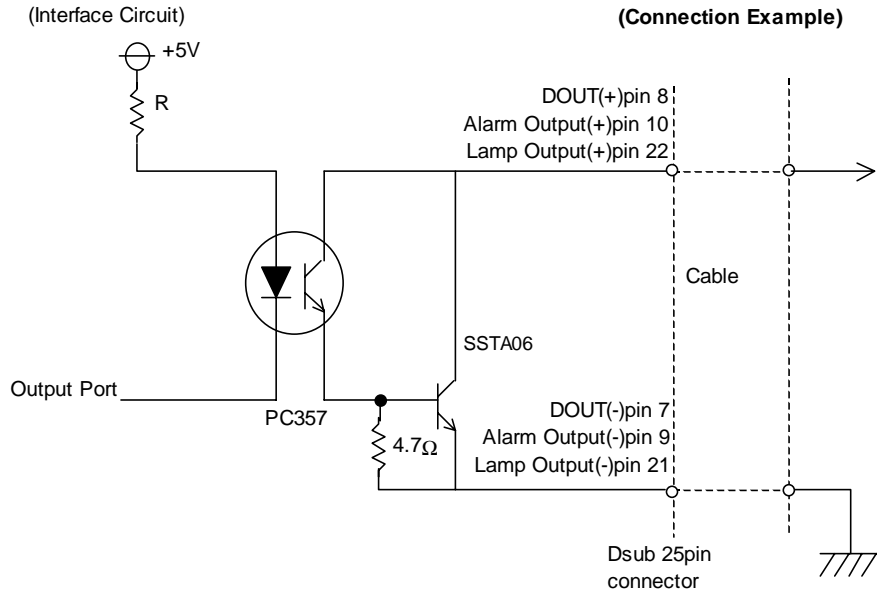 (Interface Circuit)
(Connection Example)
+5V
R
DOUT(+)pin 8
Alarm Output(+)pin 10
Lamp Output(+)pin 22
Cable
SSTA06
Output Port
PC357
4.7Ω
DOUT(-)pin 7
Alarm Output(-)pin 9
Lamp Output(-)pin 21
Dsub 25pin
connector